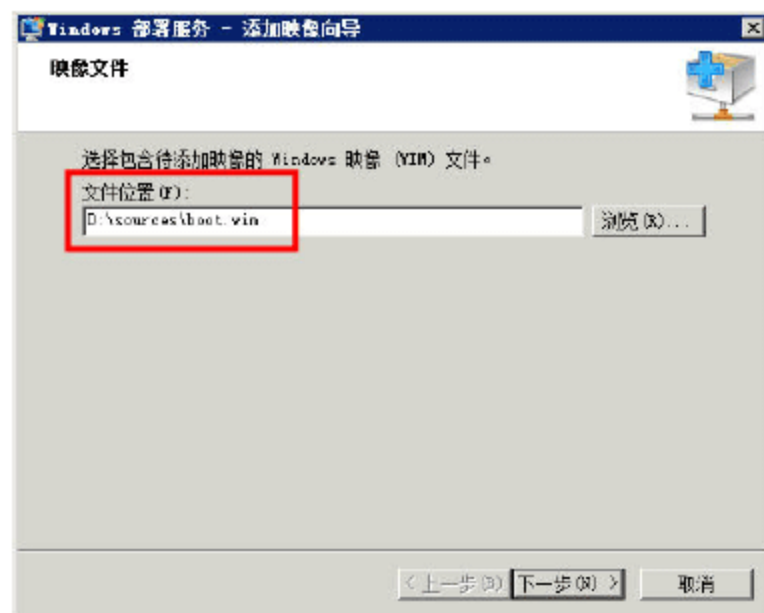 Windows 部署服务 - 添加映像向导
映像文件
选择包含待添加映像的 Windows 映像 (WIM) 文件。
文件位置(F):
D:\sources\boot.wim
浏览(R)...
<上一步(B) 下一步(N) > 取消